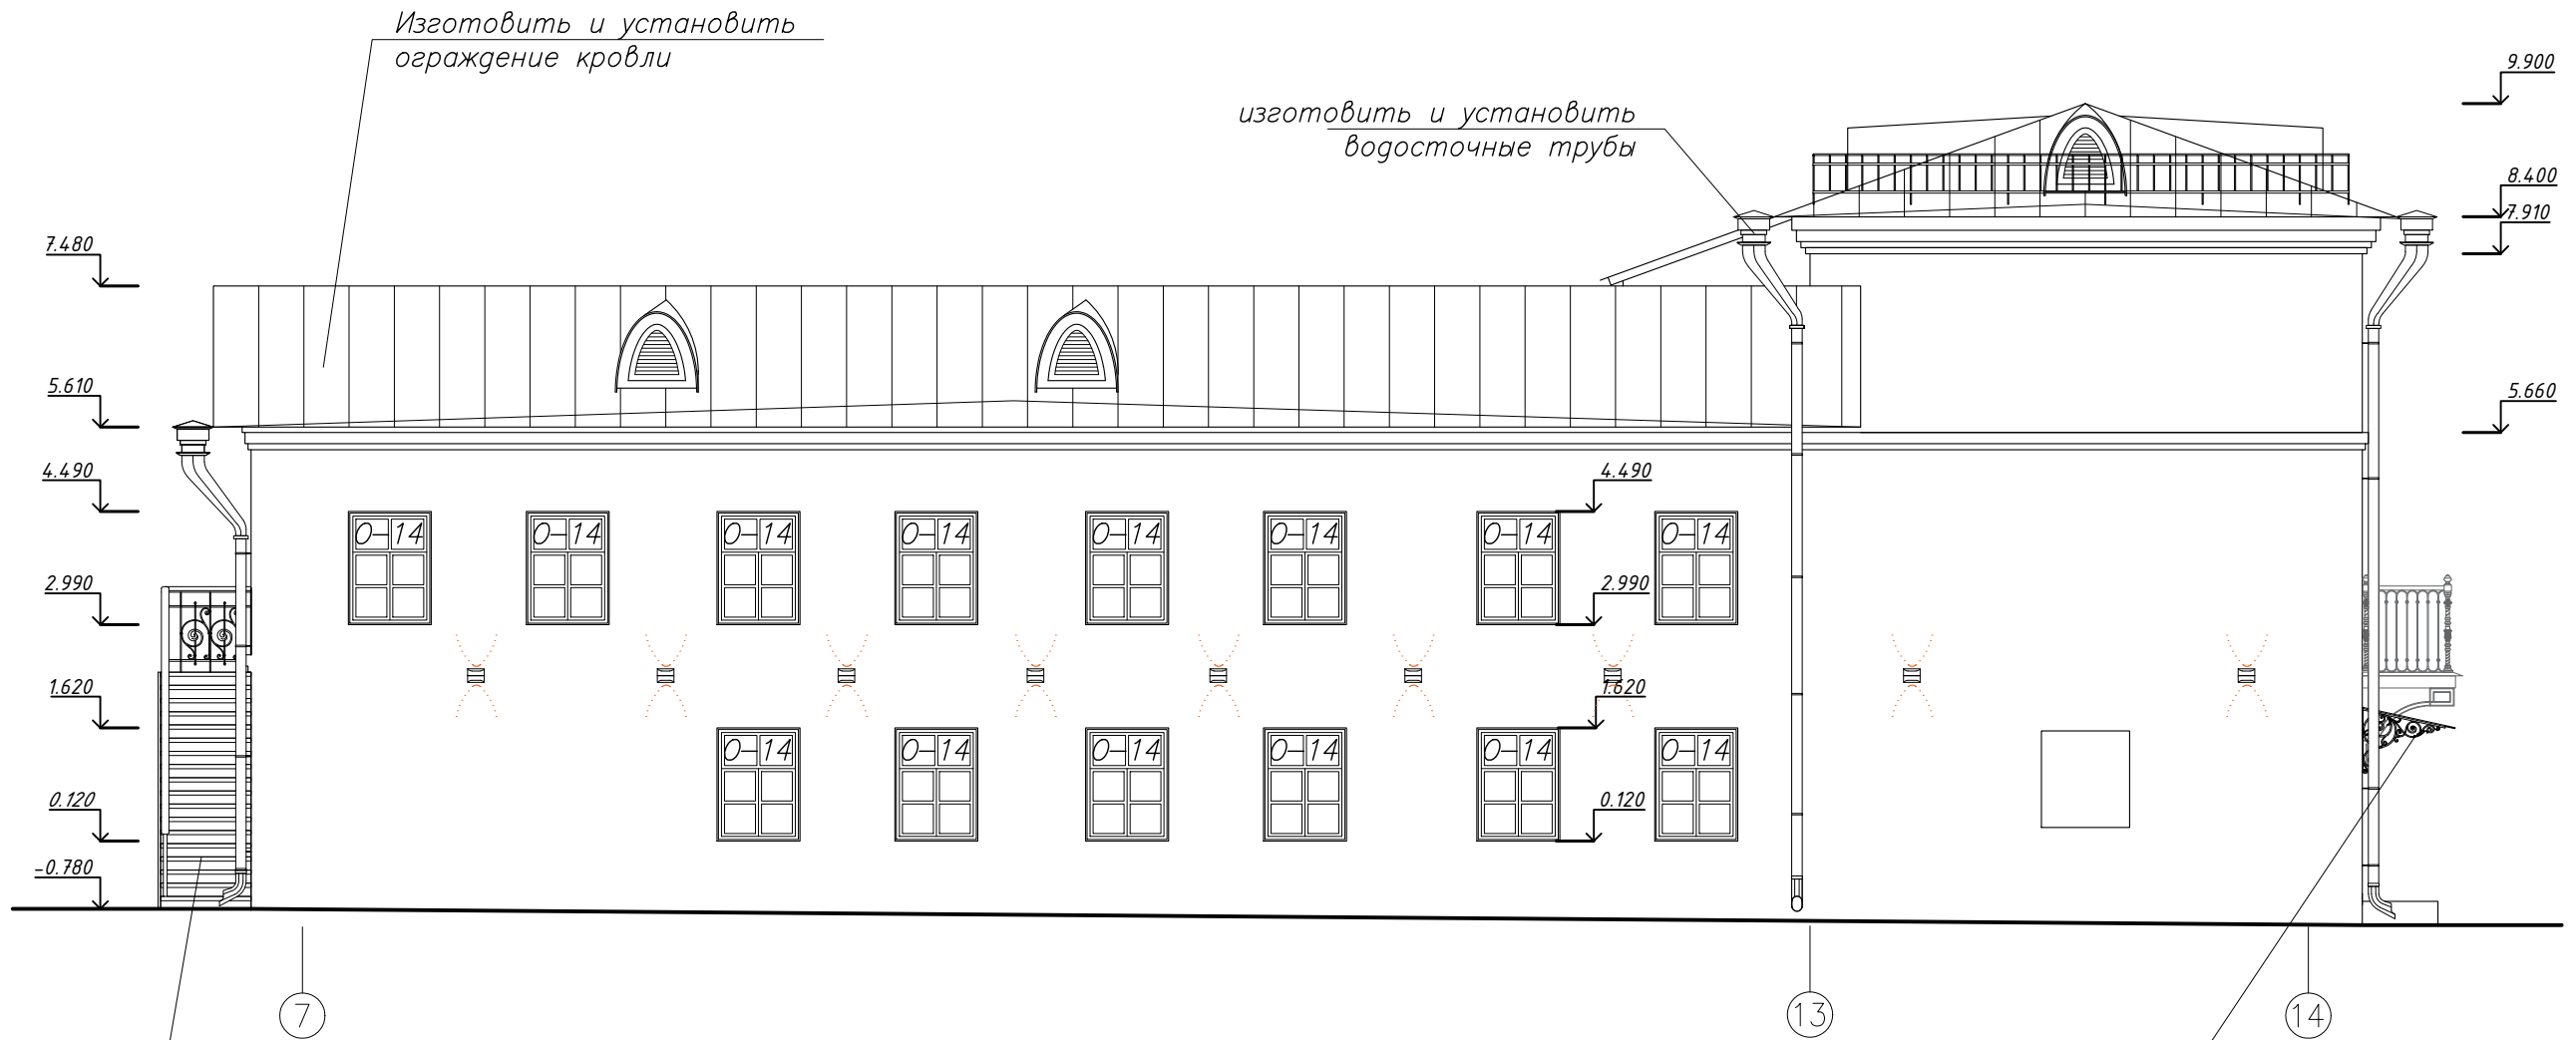 Изготовить и установить
ограждение кровли
изготовить и установить
водосточные трубы
9.900
8.400
7.910
7.480
5.610
5.660
4.490
4.490
О-14 О-14 О-14 О-14 О-14 О-14 О-14 О-14
2.990
2.990
1.620
1.620
О-14 О-14 О-14 О-14 О-14 О-14
0.120
0.120
-0.780
7 13 14